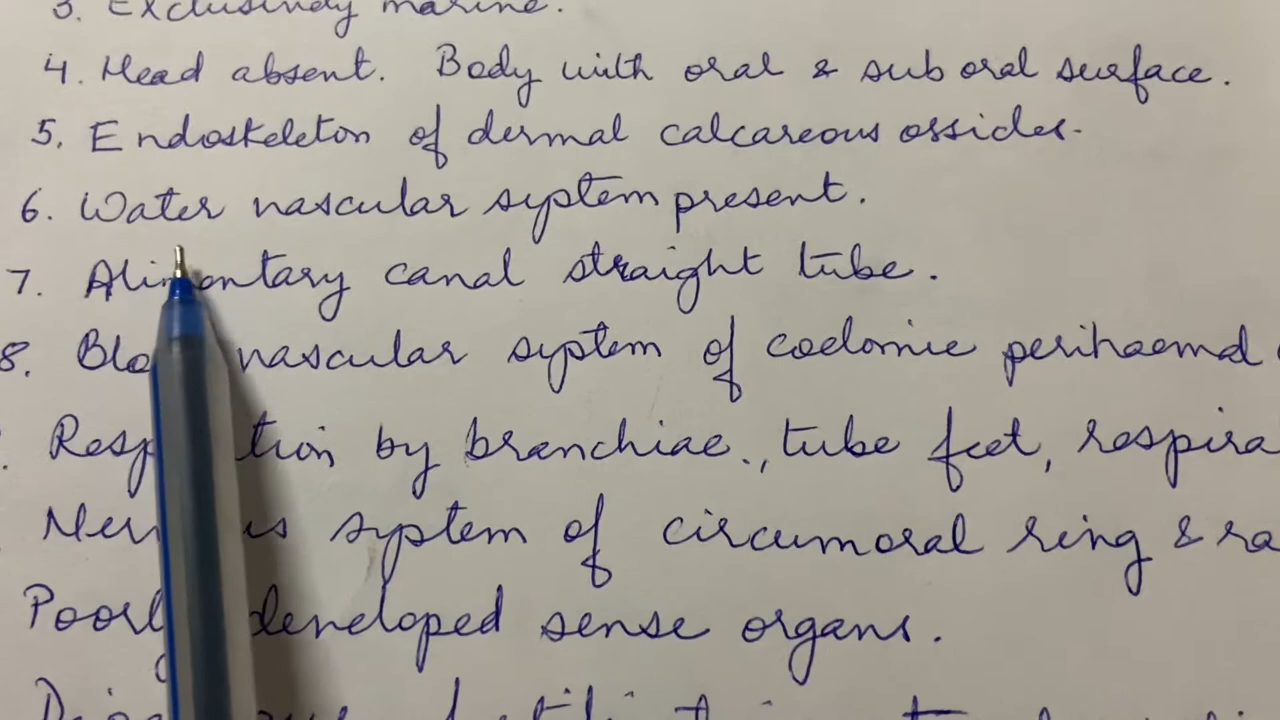 3. Exclusively marine.
4. Head absent. Body with oral & sub oral surface.
5. Endoskeleton of dermal calcareous ossicles.
6. Water vascular system present.
7. Alimentary canal straight tube.
8. vascular system of coelomic perihaemal
by branchiae., tube feet, respira
system of circumoral ring & ra
developed sense organs.